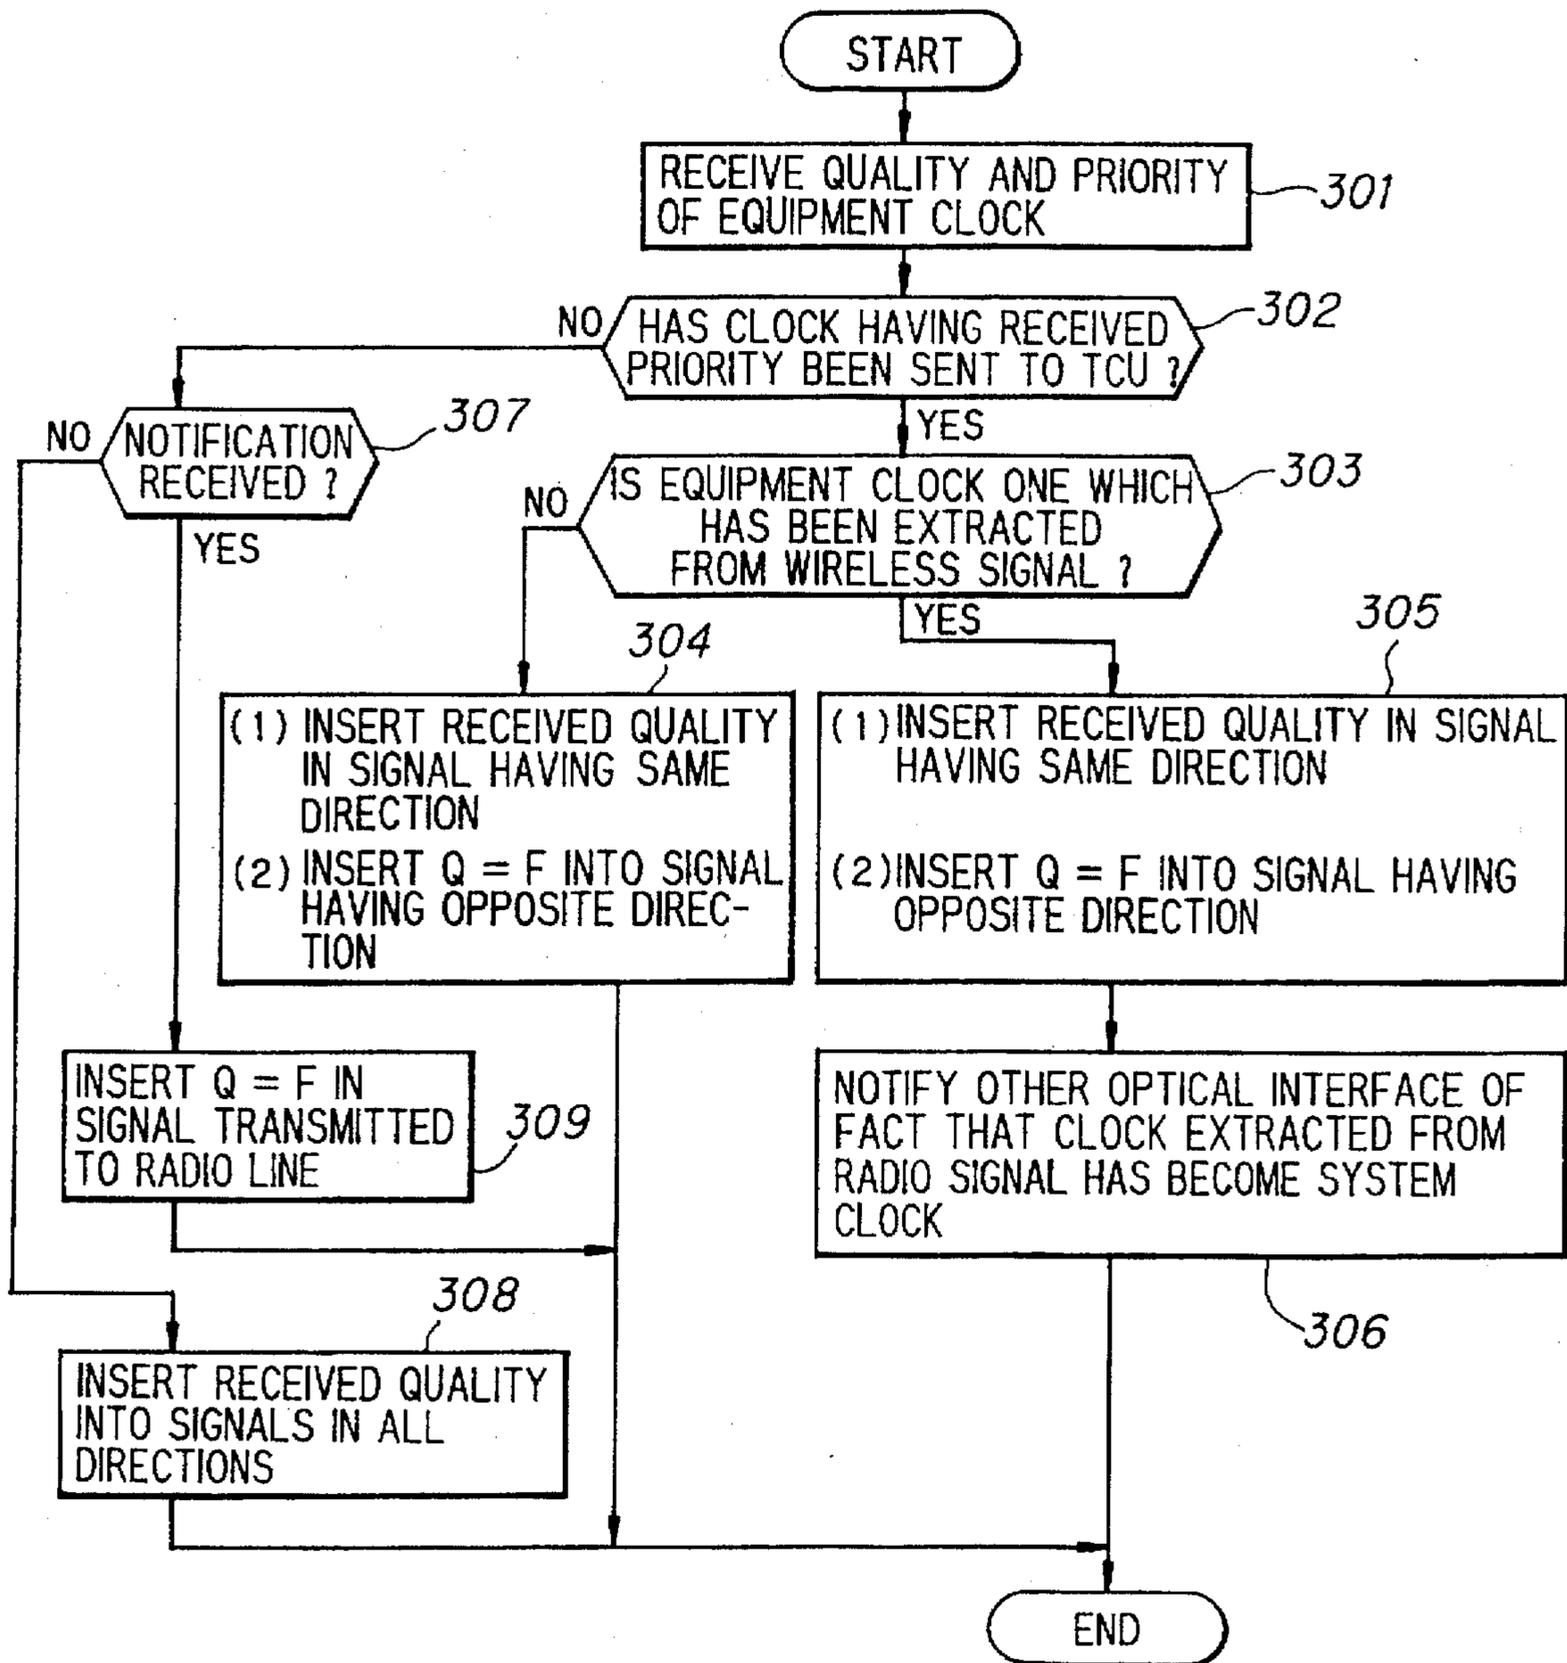 START
RECEIVE QUALITY AND PRIORITY
OF EQUIPMENT CLOCK
301
HAS CLOCK HAVING RECEIVED
PRIORITY BEEN SENT TO TCU ?
302
NO
YES
NOTIFICATION
RECEIVED ?
307
NO
YES
IS EQUIPMENT CLOCK ONE WHICH
HAS BEEN EXTRACTED
FROM WIRELESS SIGNAL ?
303
NO
YES
304
(1) INSERT RECEIVED QUALITY
IN SIGNAL HAVING SAME
DIRECTION
(2) INSERT Q = F INTO SIGNAL
HAVING OPPOSITE DIREC-
TION
305
(1) INSERT RECEIVED QUALITY IN SIGNAL
HAVING SAME DIRECTION
(2) INSERT Q = F INTO SIGNAL HAVING
OPPOSITE DIRECTION
INSERT Q = F IN
SIGNAL TRANSMITTED
TO RADIO LINE
309
NOTIFY OTHER OPTICAL INTERFACE OF
FACT THAT CLOCK EXTRACTED FROM
RADIO SIGNAL HAS BECOME SYSTEM
CLOCK
306
308
INSERT RECEIVED QUALITY
INTO SIGNALS IN ALL
DIRECTIONS
END